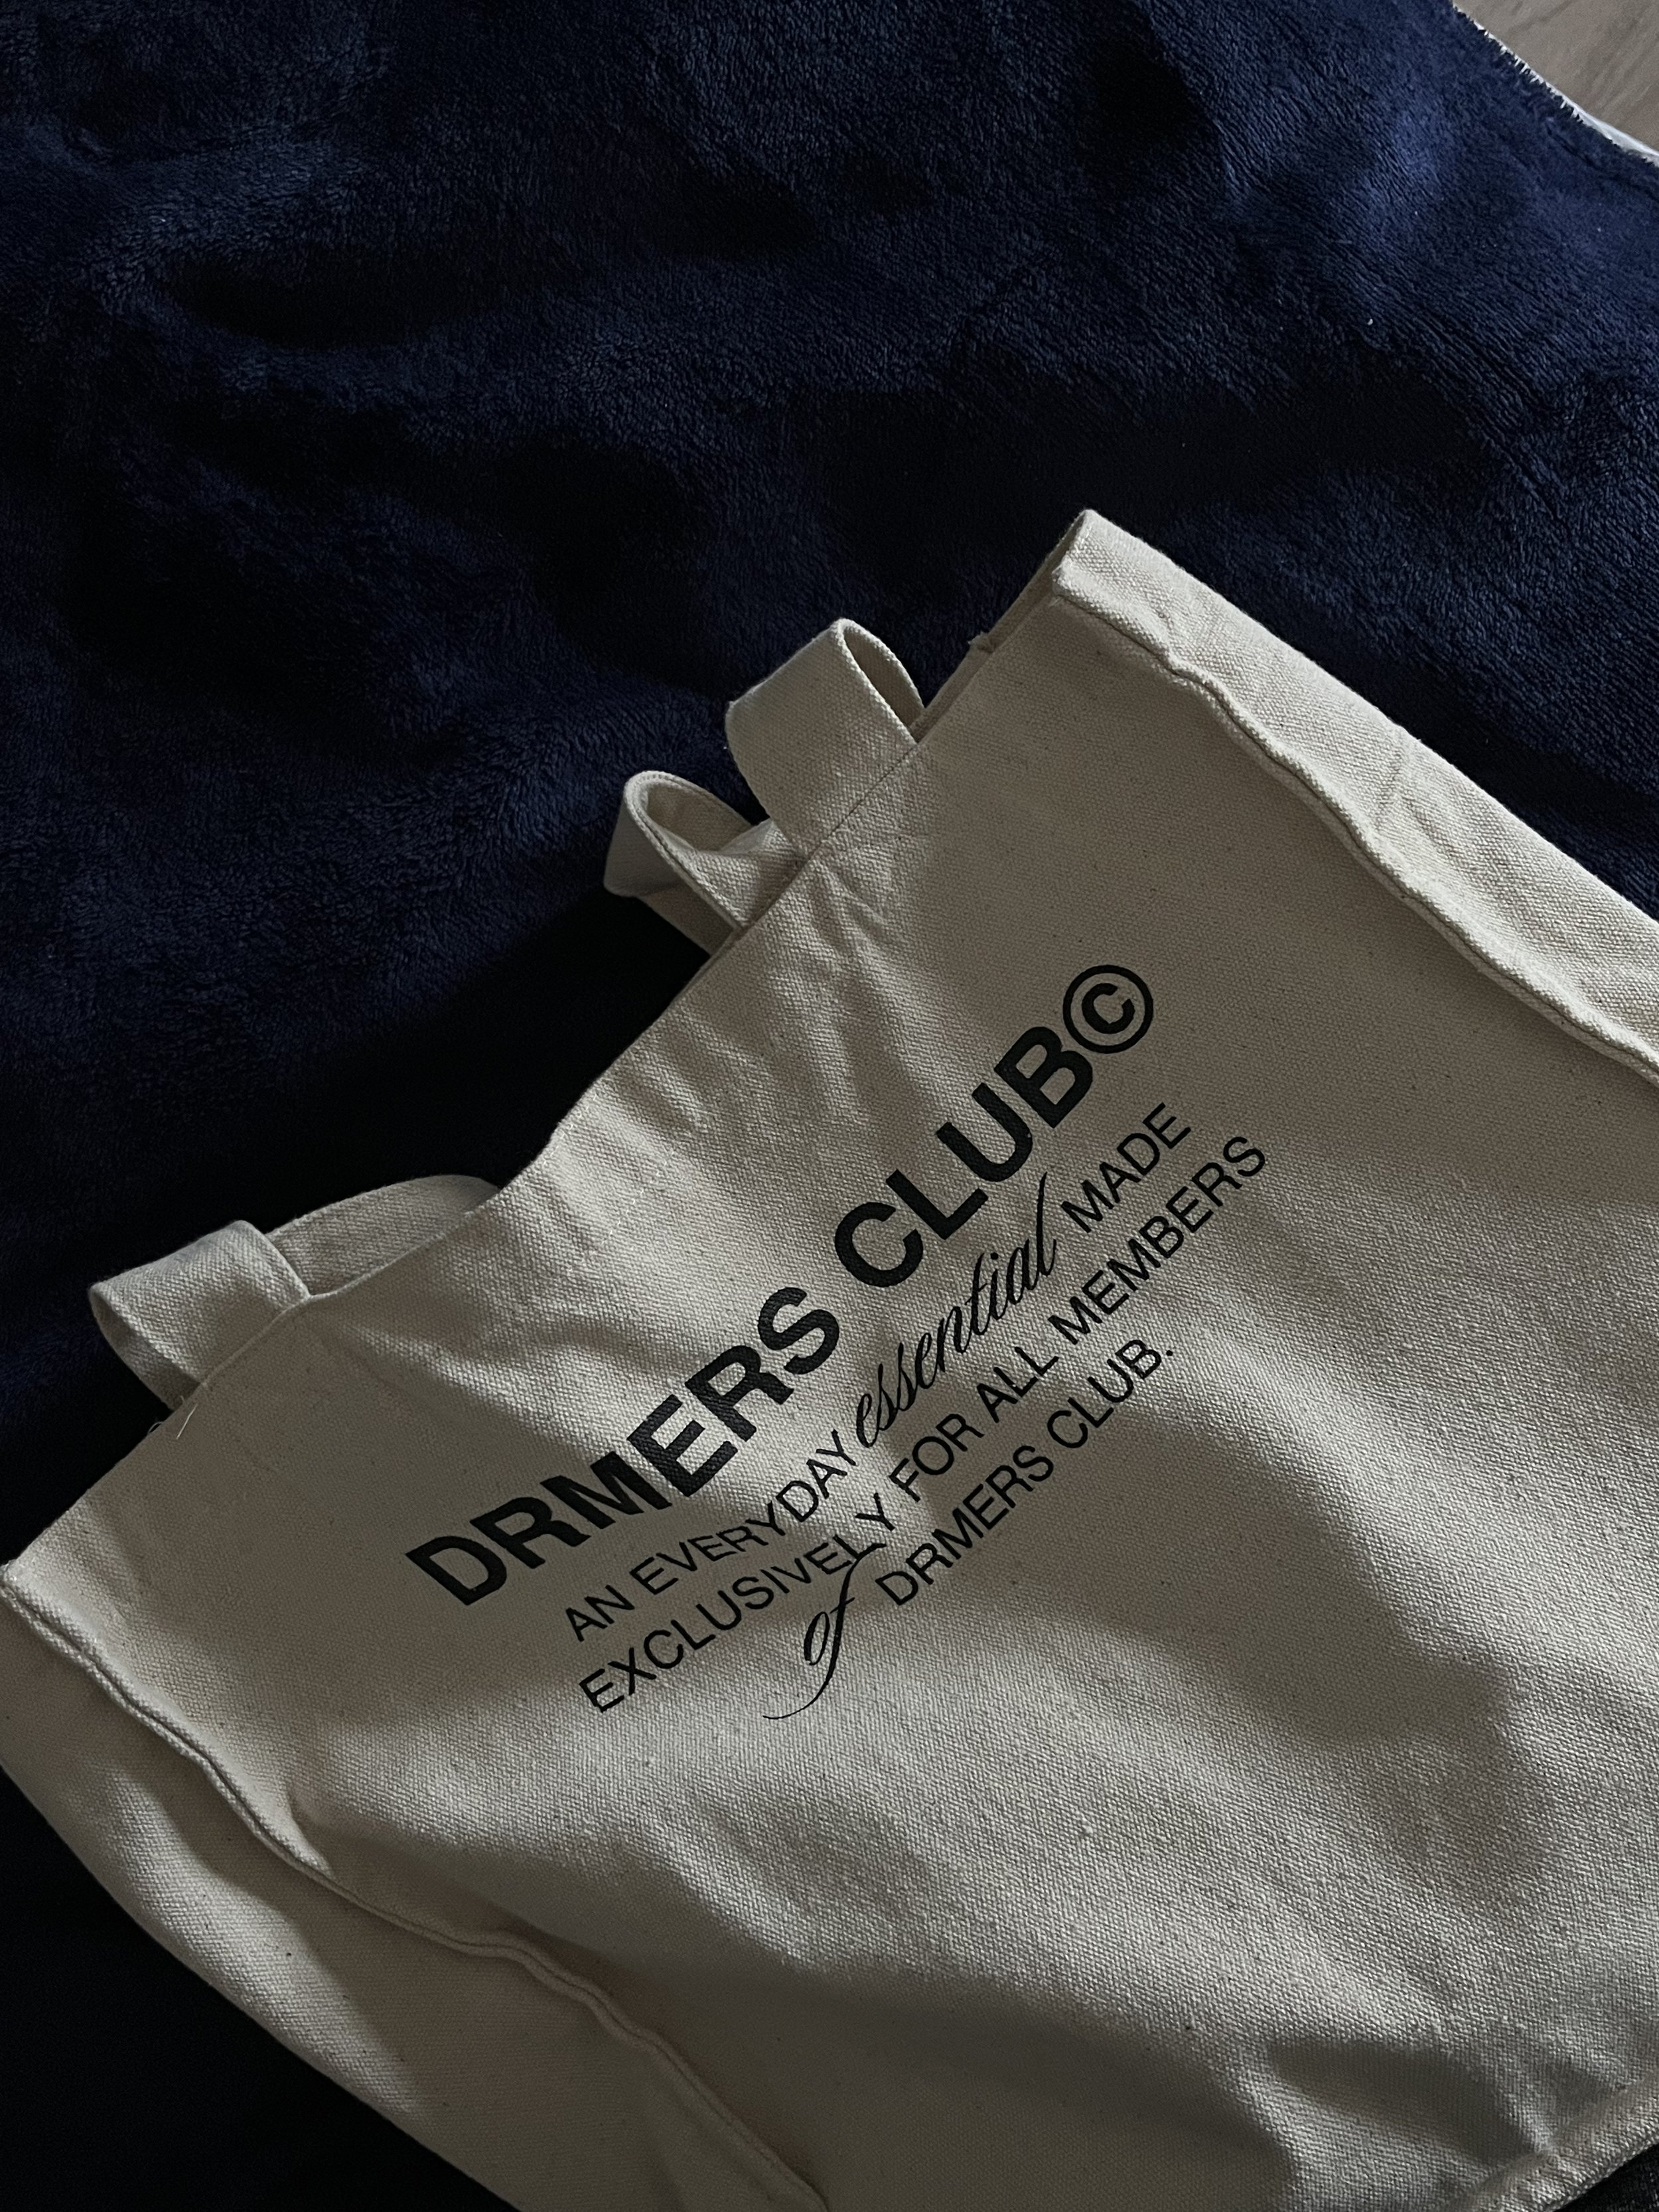 DRMERS CLUB©
AN EVERYDAY essential MADE
EXCLUSIVELY FOR ALL MEMBERS
of DRMERS CLUB.